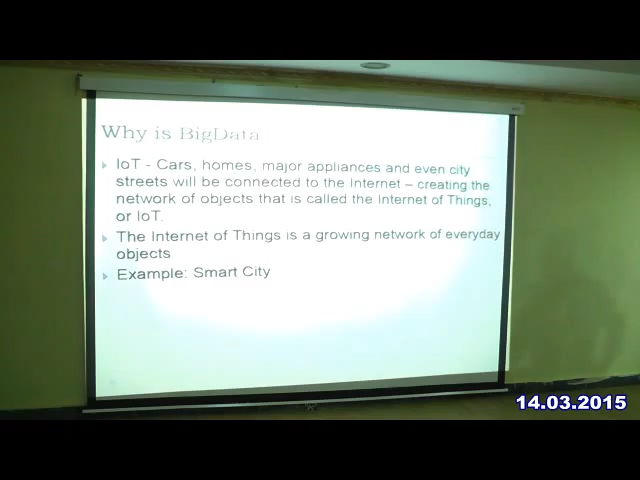 Why is BigData
IoT - Cars, homes, major appliances and even city
streets will be connected to the Internet – creating the
network of objects that is called the Internet of Things,
or IoT.
The Internet of Things is a growing network of everyday
objects
Example: Smart City
14.03.2015